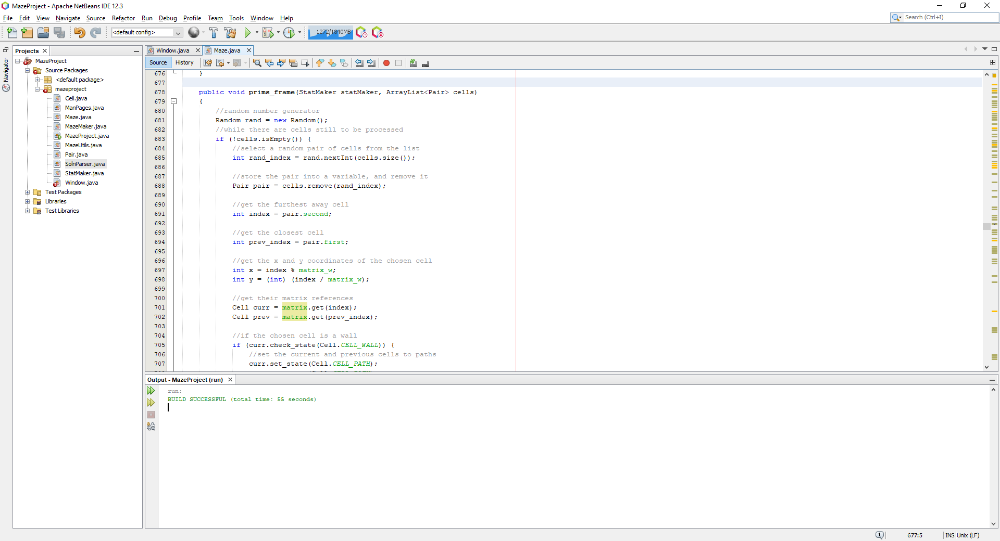 MazeProject - Apache NetBeans IDE 12.3
File Edit View Navigate Source Refactor Run Debug Profile Team Tools Window Help
Search (Ctrl+I)
<default config>
1272/1840MB
Navigator
Projects
MazeProject
Source Packages
<default package>
mazeproject
Cell.java
ManPages.java
Maze.java
MazeMaker.java
MazeProject.java
MazeUtils.java
Pair.java
SolnParser.java
StatMaker.java
Window.java
Test Packages
Libraries
Test Libraries
Window.java Maze.java
Source History
676 }
677
678 public void prims_frame(StatMaker statMaker, ArrayList<Pair> cells)
679 {
680 //random number generator
681 Random rand = new Random();
682 //while there are cells still to be processed
683 if (!cells.isEmpty()) {
684 //select a random pair of cells from the list
685 int rand_index = rand.nextInt(cells.size());
686
687 //store the pair into a variable, and remove it
688 Pair pair = cells.remove(rand_index);
689
690 //get the furthest away cell
691 int index = pair.second;
692
693 //get the closest cell
694 int prev_index = pair.first;
695
696 //get the x and y coordinates of the chosen cell
697 int x = index % matrix_w;
698 int y = (int) (index / matrix_w);
699
700 //get their matrix references
701 Cell curr = matrix.get(index);
702 Cell prev = matrix.get(prev_index);
703
704 //if the chosen cell is a wall
705 if (curr.check_state(Cell.CELL_WALL)) {
706 //set the current and previous cells to paths
707 curr.set_state(Cell.CELL_PATH);
Output - MazeProject (run)
run:
BUILD SUCCESSFUL (total time: 55 seconds)
1
677:5
INS
Unix (LF)